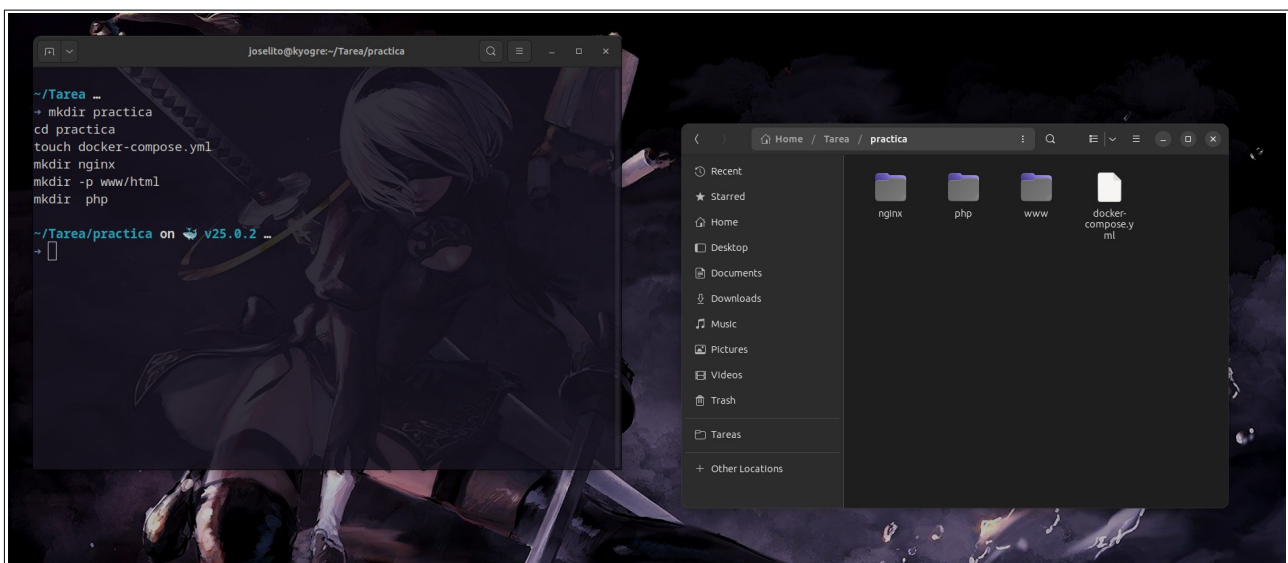 joselito@kyogre:~/Tarea/practica
~/Tarea …
→ mkdir practica
cd practica
touch docker-compose.yml
mkdir nginx
mkdir -p www/html
mkdir  php
~/Tarea/practica on 🐳 v25.0.2 …
→
Home / Tarea / practica
Recent
Starred
Home
Desktop
Documents
Downloads
Music
Pictures
Videos
Trash
Tareas
+ Other Locations
nginx
php
www
docker-
compose.y
ml